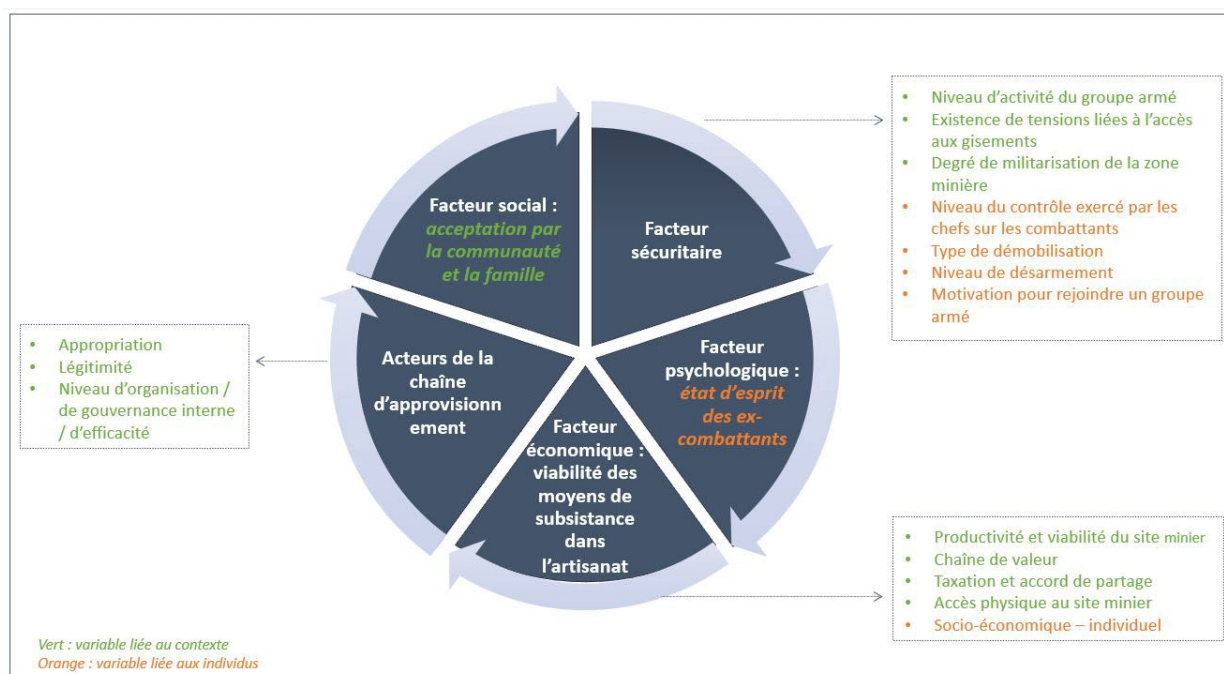 Facteur social :
acceptation par
la communauté
et la famille
Facteur
sécuritaire
Facteur
psychologique :
état d'esprit
des ex-
combattants
Facteur
économique :
viabilité des
moyens de
subsistance
dans
l'artisanat
Acteurs de la
chaîne
d'approvisionn
ement
• Niveau d'activité du groupe armé
• Existence de tensions liées à l'accès
aux gisements
• Degré de militarisation de la zone
minière
• Niveau du contrôle exercé par les
chefs sur les combattants
• Type de démobilisation
• Niveau de désarmement
• Motivation pour rejoindre un groupe
armé
• Appropriation
• Légitimité
• Niveau d'organisation /
de gouvernance interne
/ d'efficacité
• Productivité et viabilité du site minier
• Chaîne de valeur
• Taxation et accord de partage
• Accès physique au site minier
• Socio-économique – individuel
Vert : variable liée au contexte
Orange : variable liée aux individus